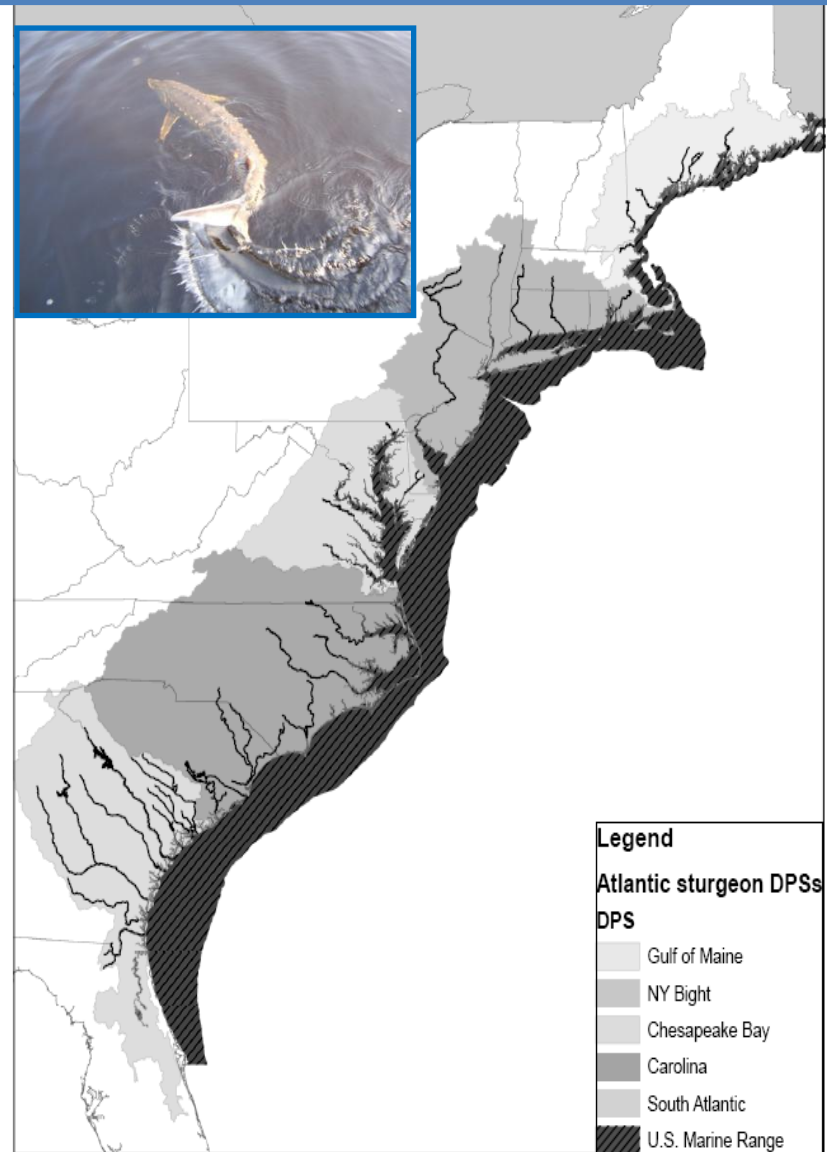 Legend
Atlantic sturgeon DPSs
DPS
Gulf of Maine
NY Bight
Chesapeake Bay
Carolina
South Atlantic
U.S. Marine Range